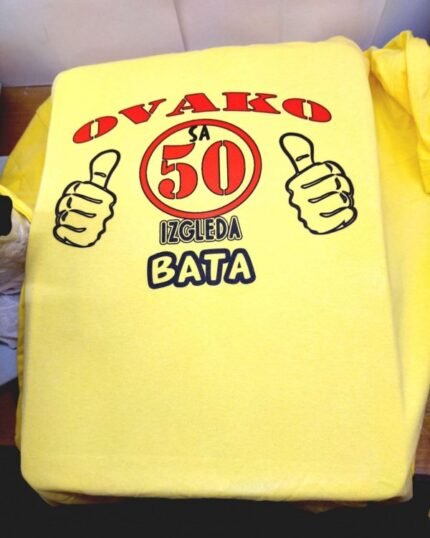 OVAKO
SA
50
IZGLEDA
BATA